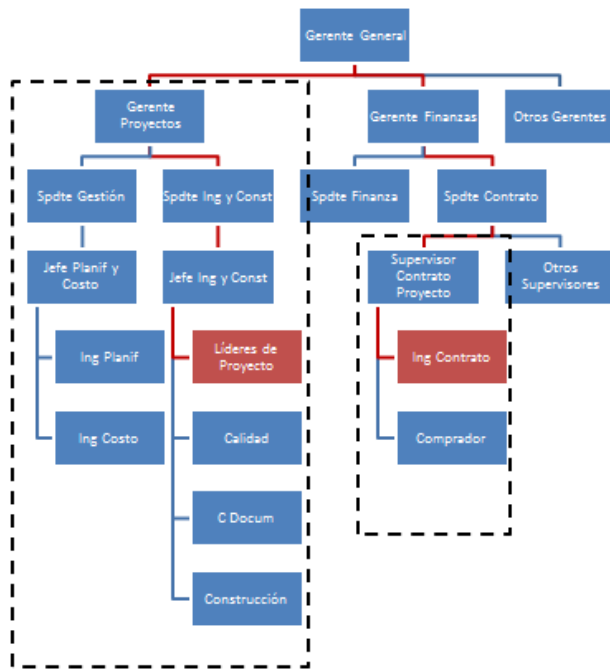 Gerente General
Gerente
Proyectos
Gerente Finanzas
Otros Gerentes
Spdte Gestión
Spdte Ing y Const
Spdte Finanza
Spdte Contrato
Jefe Planif y
Costo
Jefe Ing y Const
Supervisor
Contrato
Proyecto
Otros
Supervisores
Ing Planif
Líderes de
Proyecto
Ing Contrato
Ing Costo
Calidad
Comprador
C Docum
Construcción